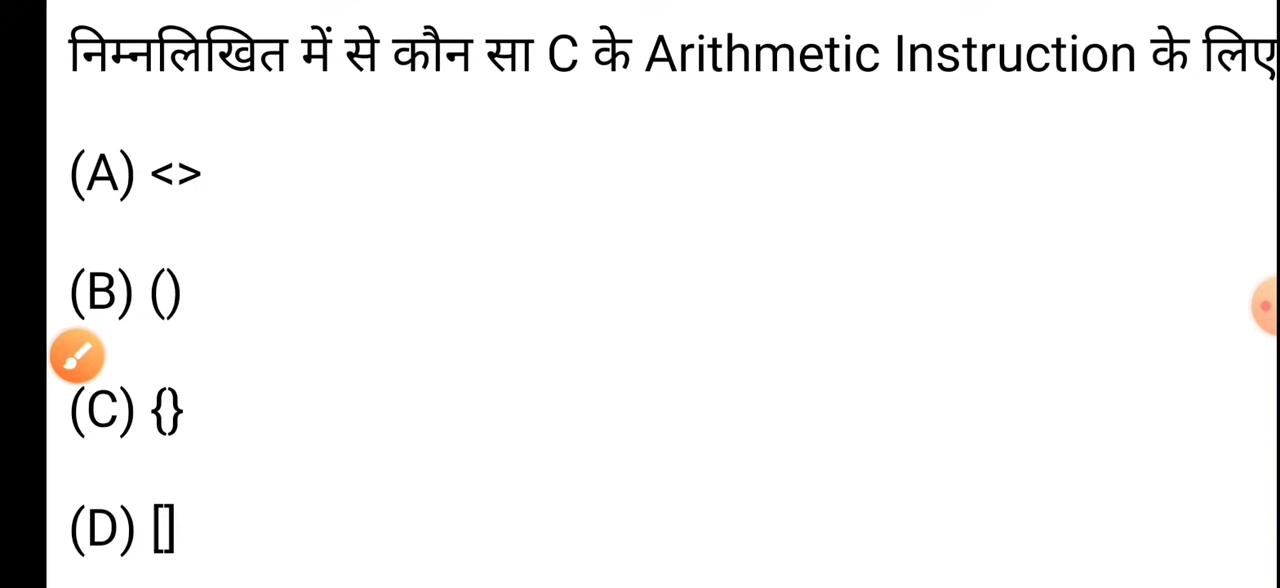 निम्नलिखित में से कौन सा C के Arithmetic Instruction के लिए
(A) <>
(B) ()
(C) {}
(D) []